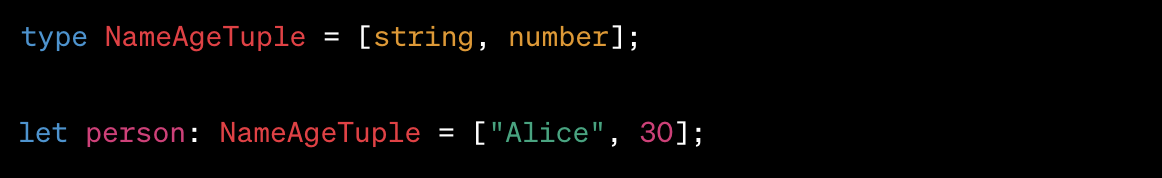 type NameAgeTuple = [string, number];
let person: NameAgeTuple = ["Alice", 30];